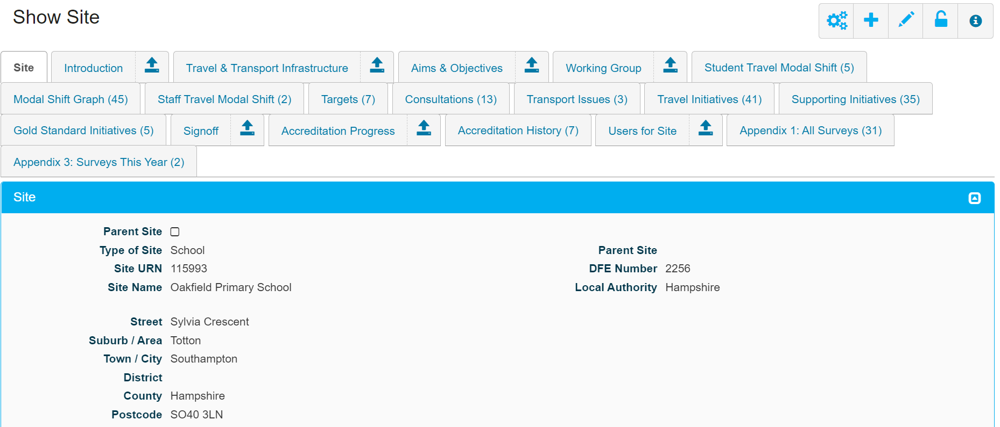 Show Site
Site Introduction Travel & Transport Infrastructure Aims & Objectives Working Group Student Travel Modal Shift (5)
Modal Shift Graph (45) Staff Travel Modal Shift (2) Targets (7) Consultations (13) Transport Issues (3) Travel Initiatives (41) Supporting Initiatives (35)
Gold Standard Initiatives (5) Signoff Accreditation Progress Accreditation History (7) Users for Site Appendix 1: All Surveys (31)
Appendix 3: Surveys This Year (2)
Site
Parent Site
Type of Site School Parent Site
Site URN 115993 DFE Number 2256
Site Name Oakfield Primary School Local Authority Hampshire
Street Sylvia Crescent
Suburb / Area Totton
Town / City Southampton
District
County Hampshire
Postcode SO40 3LN